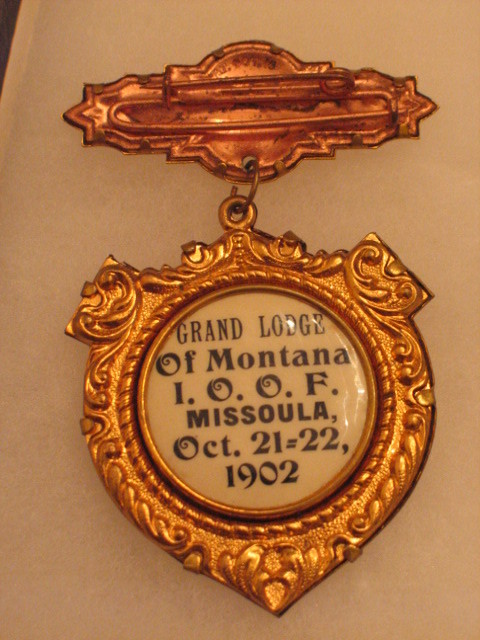 GRAND LODGE
Of Montana
I. O. O. F.
MISSOULA,
Oct. 21=22,
1902